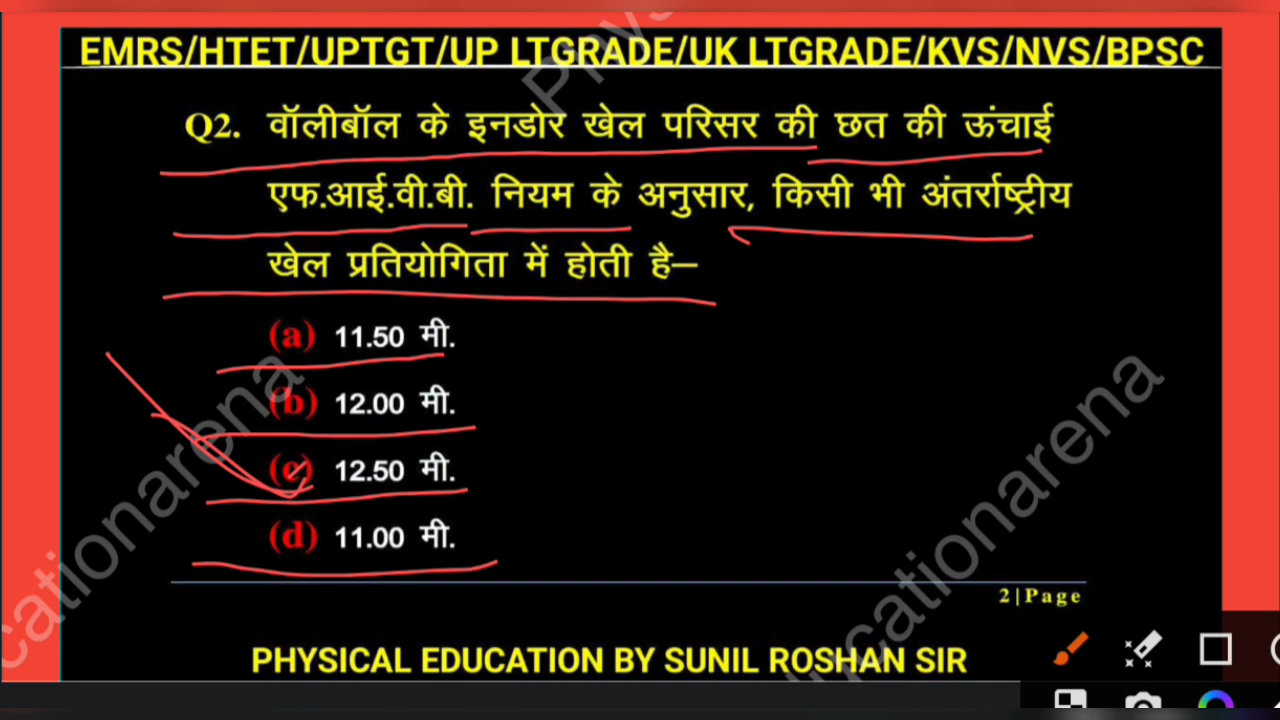 EMRS/HTET/UPTGT/UP LTGRADE/UK LTGRADE/KVS/NVS/BPSC
Q2. वॉलीबॉल के इनडोर खेल परिसर की छत की ऊंचाई
एफ.आई.वी.बी. नियम के अनुसार, किसी भी अंतर्राष्ट्रीय
खेल प्रतियोगिता में होती है–
(a) 11.50 मी.
(b) 12.00 मी.
(c) 12.50 मी.
(d) 11.00 मी.
2|Page
PHYSICAL EDUCATION BY SUNIL ROSHAN SIR